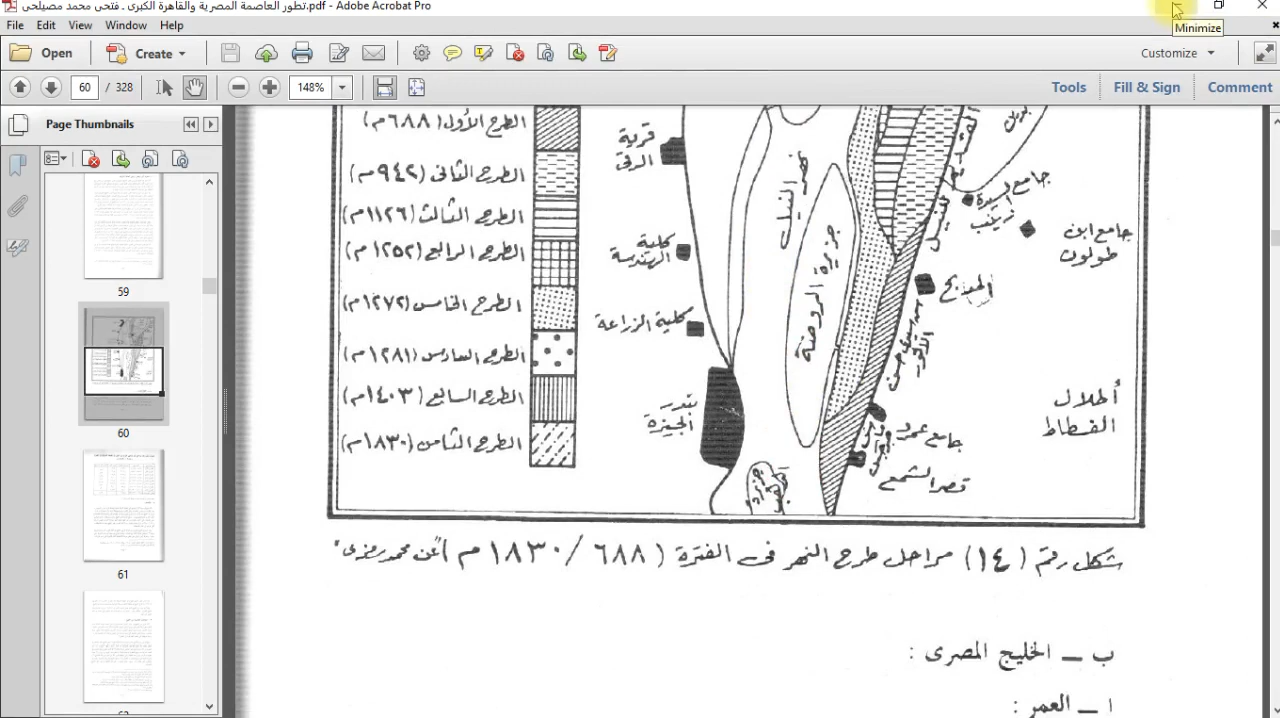 تطور العاصمة المصرية والقاهرة الكبرى ـ فتحى محمد مصيلحى.pdf - Adobe Acrobat Pro
Minimize
File Edit View Window Help
Open Create Customize
60 / 328 148% Tools Fill & Sign Comment
Page Thumbnails
59
60
61
الطرح الأول (٦٨٨م)
الطرح الثانى (٩٤٢م)
الطرح الثالث (١١٢٦م)
الطرح الرابع (١٢٥٢م)
الطرح الخامس (١٢٧٢م)
الطرح السادس (١٢٨١م)
الطرح السابع (١٤٠٣م)
الطرح الثامن (١٨٣٠م)
قرية
الدقى
كلية
الهندسة
كلية الزراعة
بندر
الجيزة
نهر النيل
جزيرة الروضة
جزيرة
جامع السيدة
زينب
جامع ابن
طولون
المدبح
أطلال
الفسطاط
جامع عمرو
قصر الشمع
شكل رقم (١٤) مراحل طرح النهر فى الفترة (٦٨٨ / ١٨٣٠م) عن محمد رمزى"
ب ــ الخليج المصرى :
١ ــ العمر :